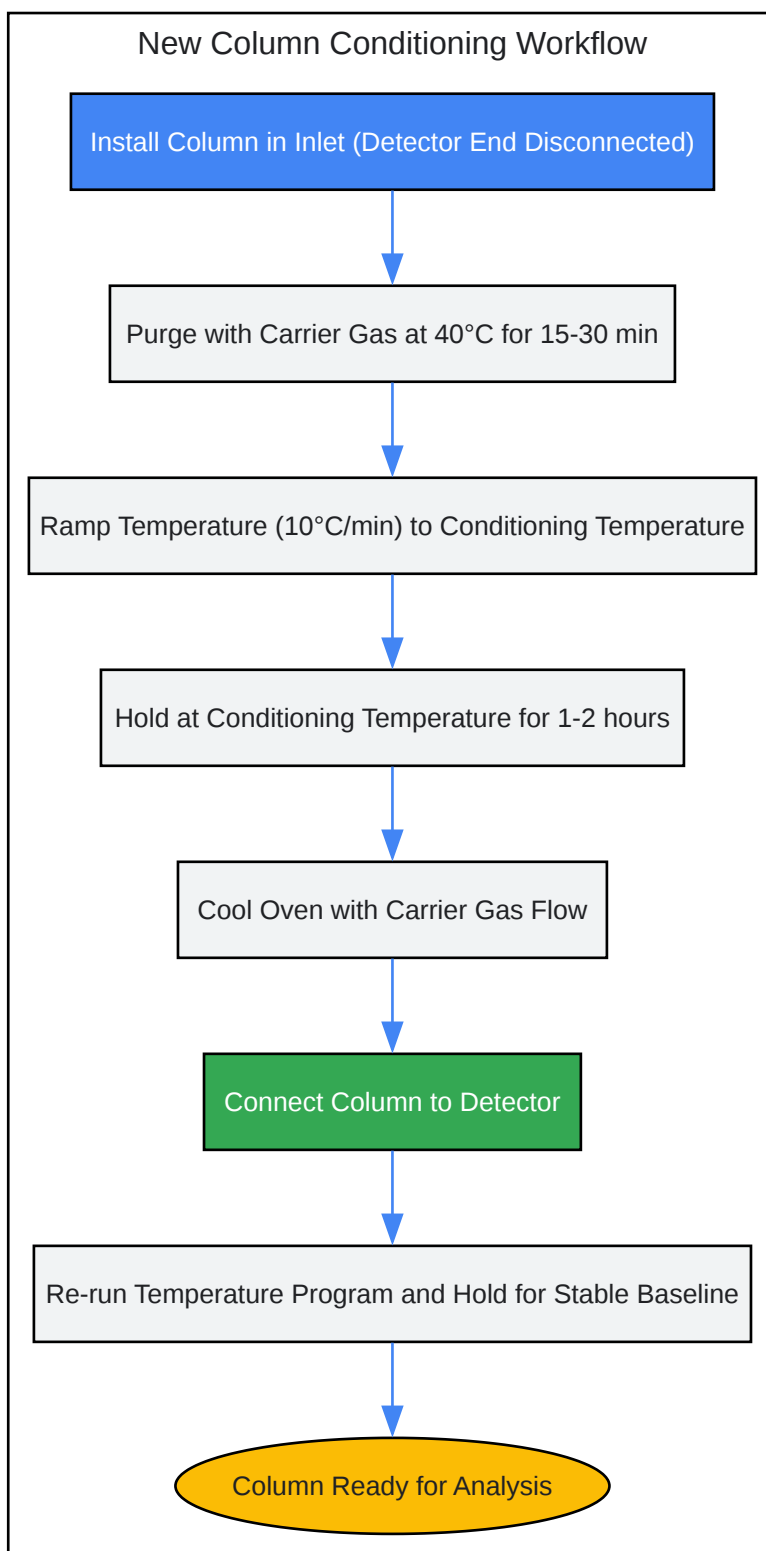 New Column Conditioning Workflow
Install Column in Inlet (Detector End Disconnected)
Purge with Carrier Gas at 40°C for 15-30 min
Ramp Temperature (10°C/min) to Conditioning Temperature
Hold at Conditioning Temperature for 1-2 hours
Cool Oven with Carrier Gas Flow
Connect Column to Detector
Re-run Temperature Program and Hold for Stable Baseline
Column Ready for Analysis